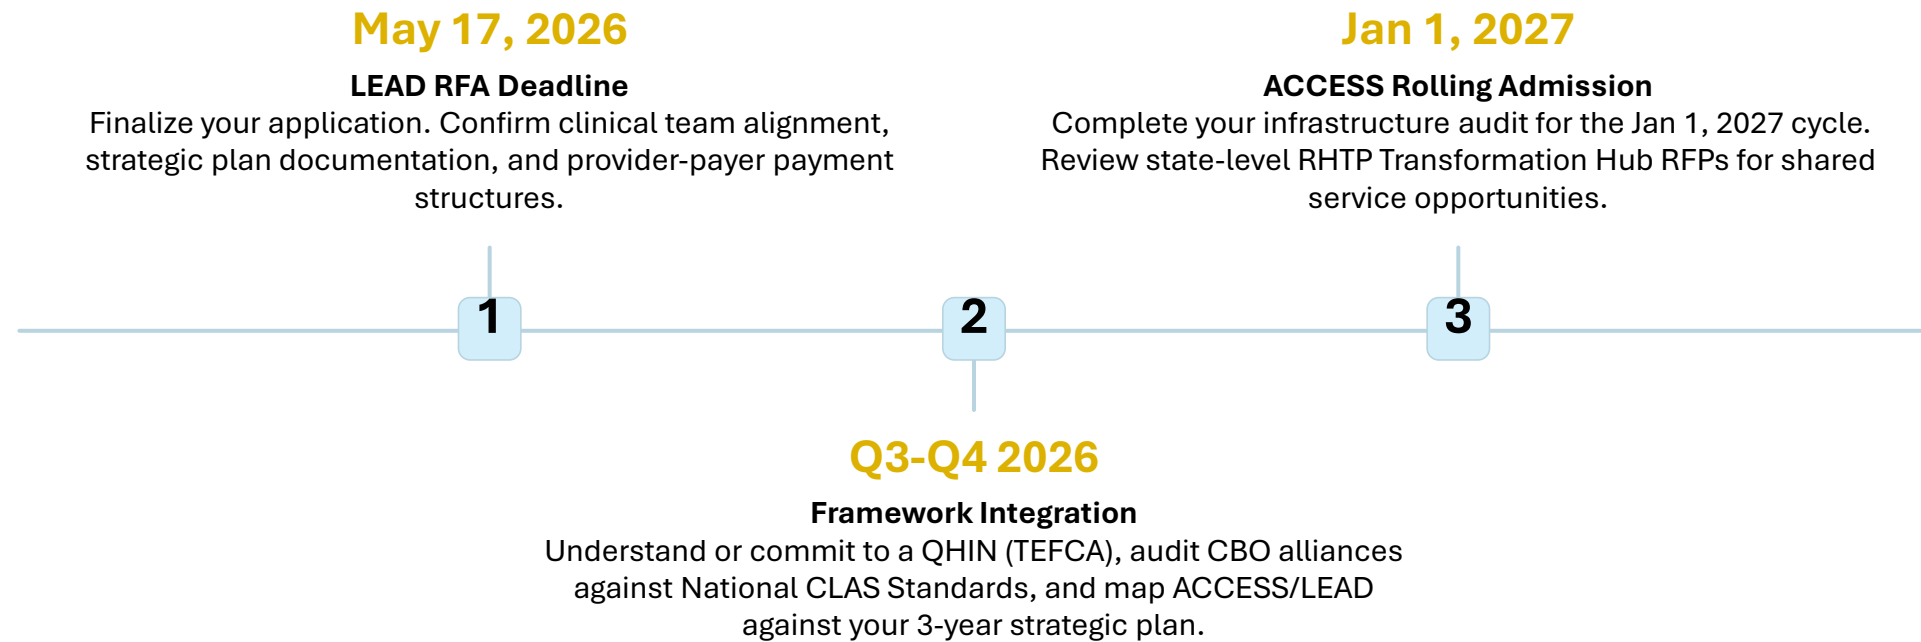 May 17, 2026
LEAD RFA Deadline
Finalize your application. Confirm clinical team alignment,
strategic plan documentation, and provider-payer payment
structures.
Jan 1, 2027
ACCESS Rolling Admission
Complete your infrastructure audit for the Jan 1, 2027 cycle.
Review state-level RHTP Transformation Hub RFPs for shared
service opportunities.
1
2
3
Q3-Q4 2026
Framework Integration
Understand or commit to a QHIN (TEFCA), audit CBO alliances
against National CLAS Standards, and map ACCESS/LEAD
against your 3-year strategic plan.